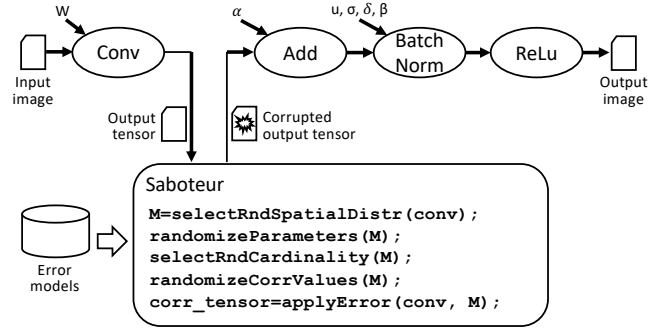 W
α
u, σ, δ, β
Conv
Add
Batch
Norm
ReLu
Input
image
Output
image
Output
tensor
Corrupted
output tensor
Saboteur
M=selectRndSpatialDistr(conv);
randomizeParameters(M);
selectRndCardinality(M);
randomizeCorrValues(M);
corr_tensor=applyError(conv, M);
Error
models